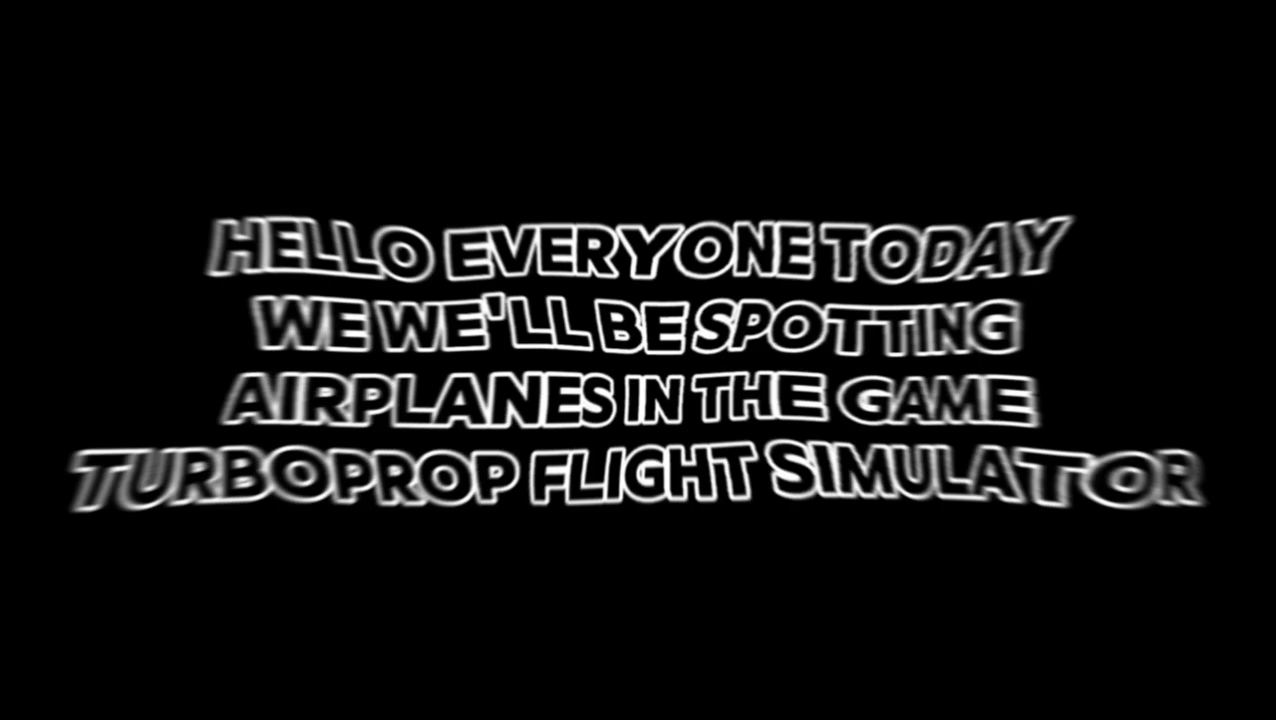 HELLO EVERYONE TODAY
WE WE'LL BE SPOTTING
AIRPLANES IN THE GAME
TURBOPROP FLIGHT SIMULATOR